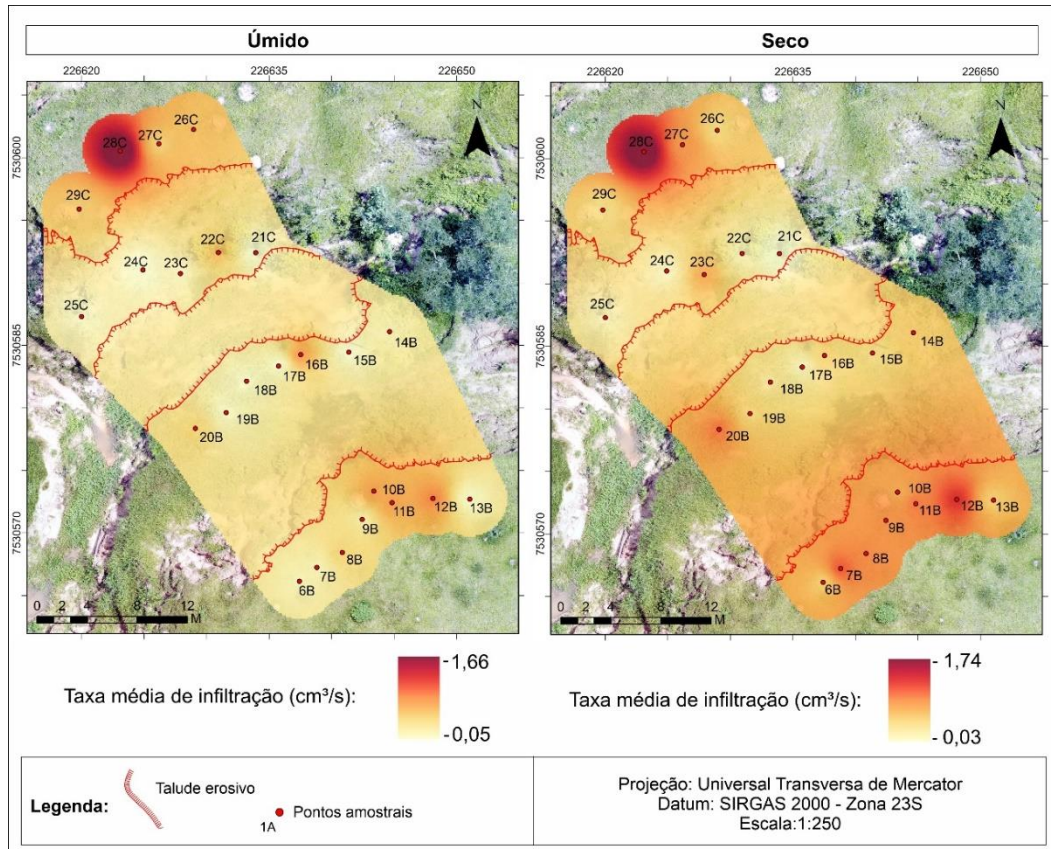 Úmido
Seco
226620 226635 226650
226620 226635 226650
7530600
7530585
7530570
7530600
7530585
7530570
N
26C
27C
28C
29C
22C
21C
24C
23C
25C
14B
16B
15B
17B
18B
19B
20B
10B
12B
13B
11B
9B
8B
7B
6B
0 2 4 8 12
M
N
26C
27C
28C
29C
22C
21C
24C
23C
25C
14B
16B
15B
17B
18B
19B
20B
10B
12B
13B
11B
9B
8B
7B
6B
0 2 4 8 12
M
Taxa média de infiltração (cm³/s):
- 1,66
- 0,05
Taxa média de infiltração (cm³/s):
- 1,74
- 0,03
Legenda:
Talude erosivo
Pontos amostrais
1A
Projeção: Universal Transversa de Mercator
Datum: SIRGAS 2000 - Zona 23S
Escala:1:250